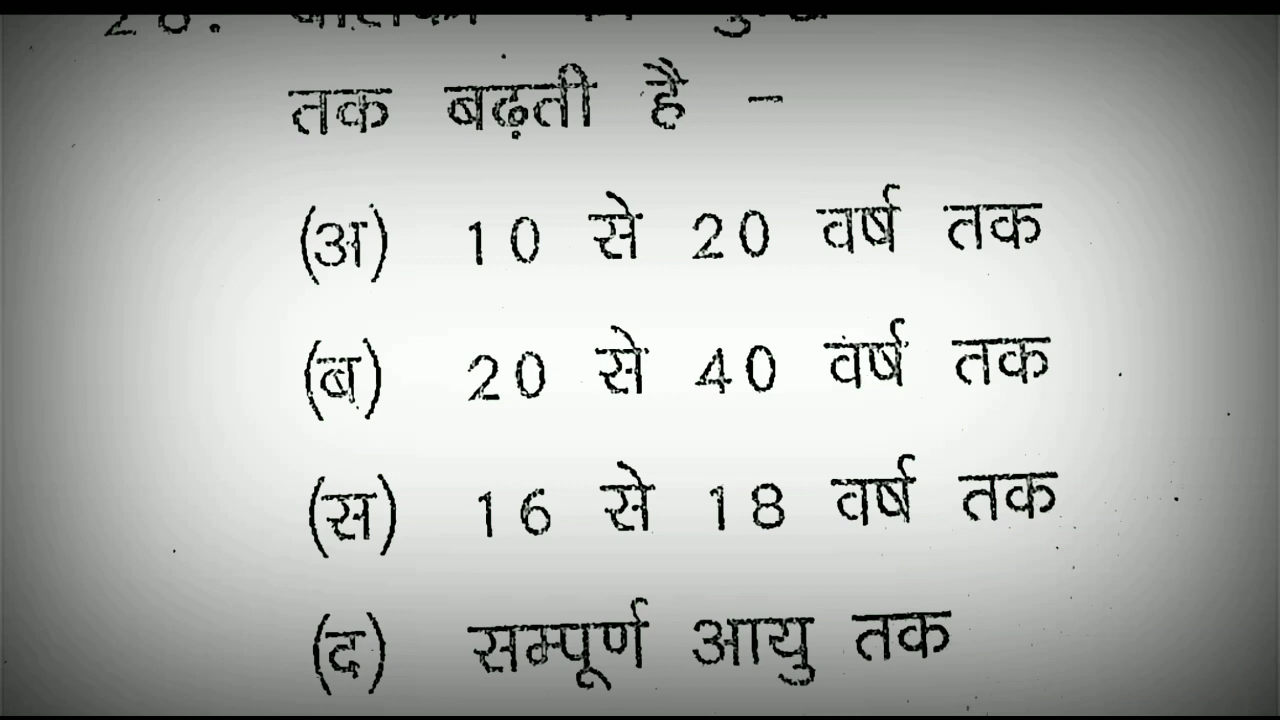 तक बढ़ती है -
(अ) 10 से 20 वर्ष तक
(ब) 20 से 40 वर्ष तक
(स) 16 से 18 वर्ष तक
(द) सम्पूर्ण आयु तक